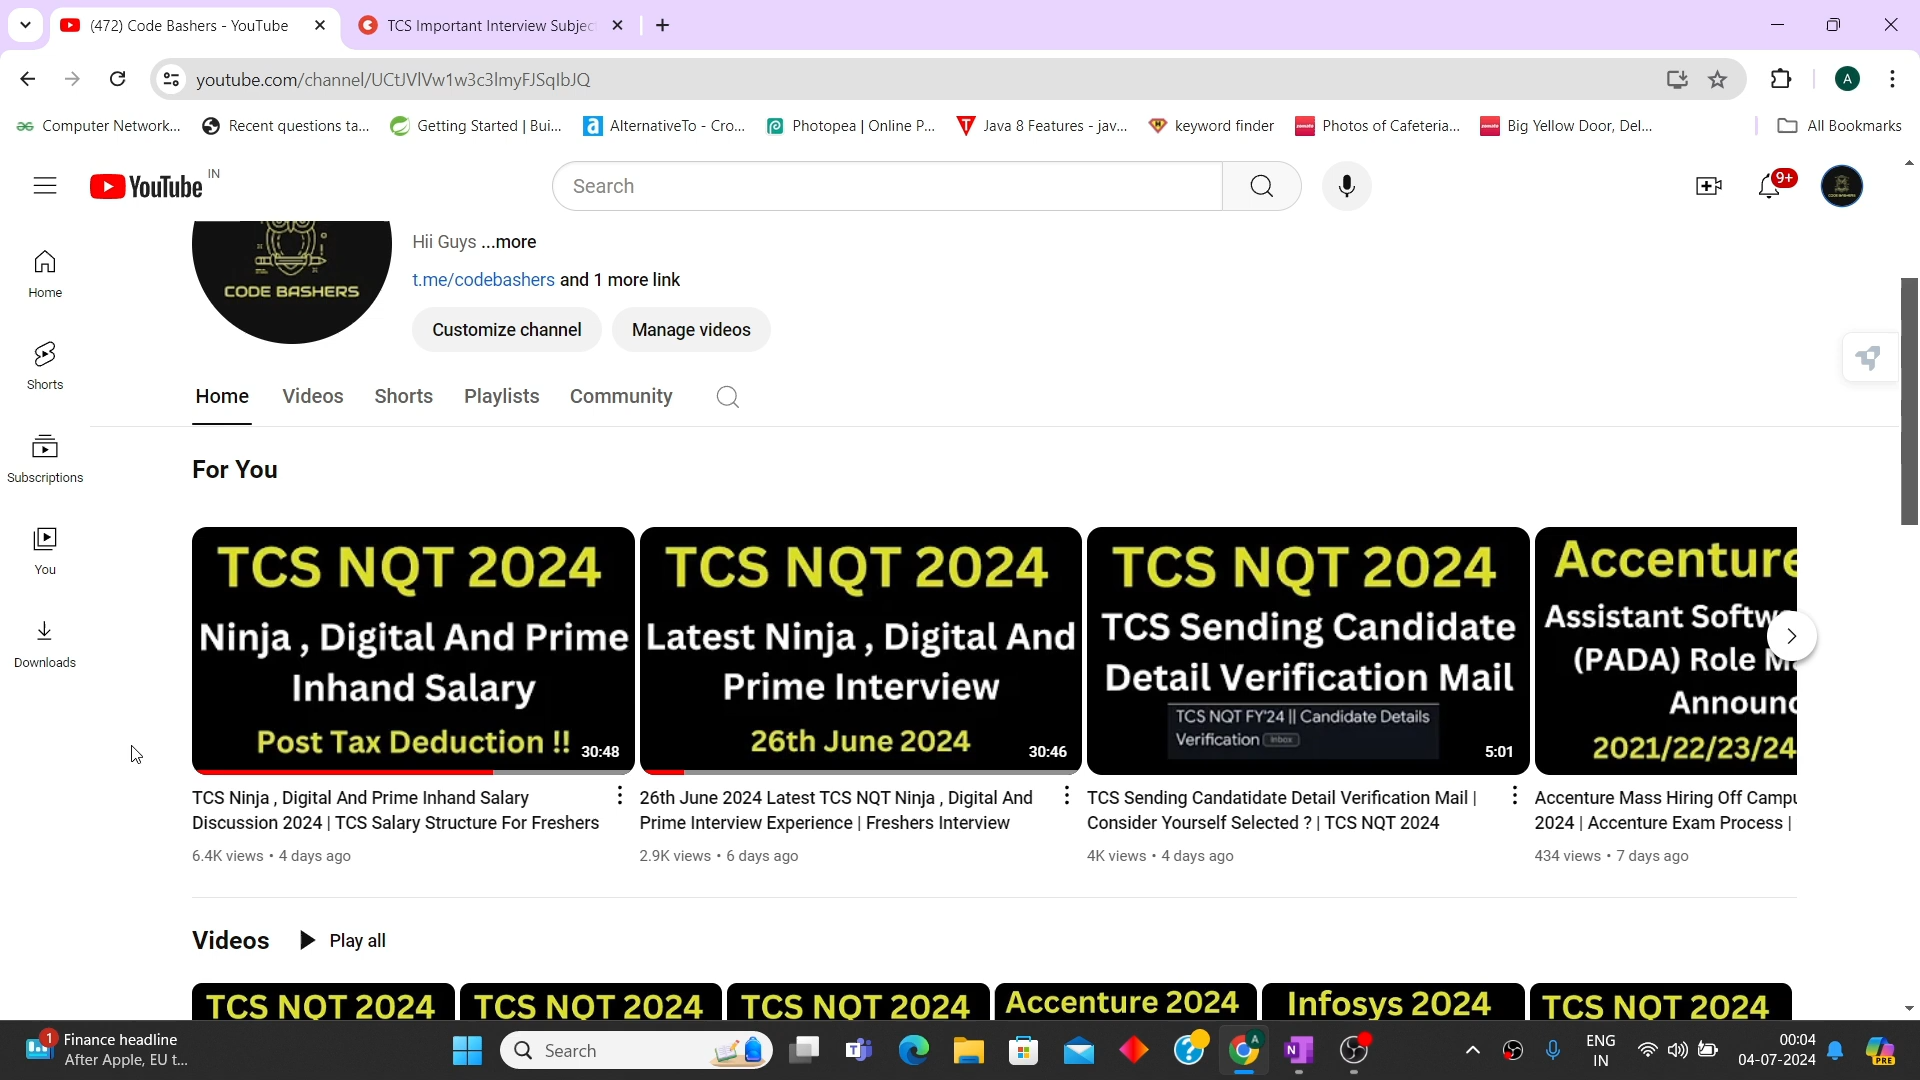 (472) Code Bashers - YouTube
TCS Important Interview Subjec
A
Computer Network...
Recent questions ta...
Getting Started | Bui...
AlternativeTo - Cro...
Photopea | Online P...
Java 8 Features - jav...
keyword finder
Photos of Cafeteria...
Big Yellow Door, Del...
All Bookmarks
YouTube IN
Search
9+
CODE BASHERS
Hii Guys ...more
t.me/codebashers and 1 more link
Customize channel
Manage videos
Home
Shorts
Subscriptions
You
Downloads
Home
Videos
Shorts
Playlists
Community
For You
TCS NQT 2024
Ninja , Digital And Prime
Inhand Salary
Post Tax Deduction !!
30:48
TCS Ninja , Digital And Prime Inhand Salary
Discussion 2024 | TCS Salary Structure For Freshers
6.4K views • 4 days ago
TCS NQT 2024
Latest Ninja , Digital And
Prime Interview
26th June 2024
30:46
26th June 2024 Latest TCS NQT Ninja , Digital And
Prime Interview Experience | Freshers Interview
2.9K views • 6 days ago
TCS NQT 2024
TCS Sending Candidate
Detail Verification Mail
TCS NQT FY'24 || Candidate Details
Verification Inbox
5:01
TCS Sending Candatidate Detail Verification Mail |
Consider Yourself Selected ? | TCS NQT 2024
4K views • 4 days ago
Accenture
Assistant Softw
(PADA) Role
Announ
2021/22/23/24
Accenture Mass Hiring Off Campu
2024 | Accenture Exam Process |
434 views • 7 days ago
Videos
Play all
TCS NQT 2024
TCS NQT 2024
TCS NQT 2024
Accenture 2024
Infosys 2024
TCS NQT 2024
1
Finance headline
After Apple, EU t...
Search
ENG
IN
00:04
04-07-2024
PRE